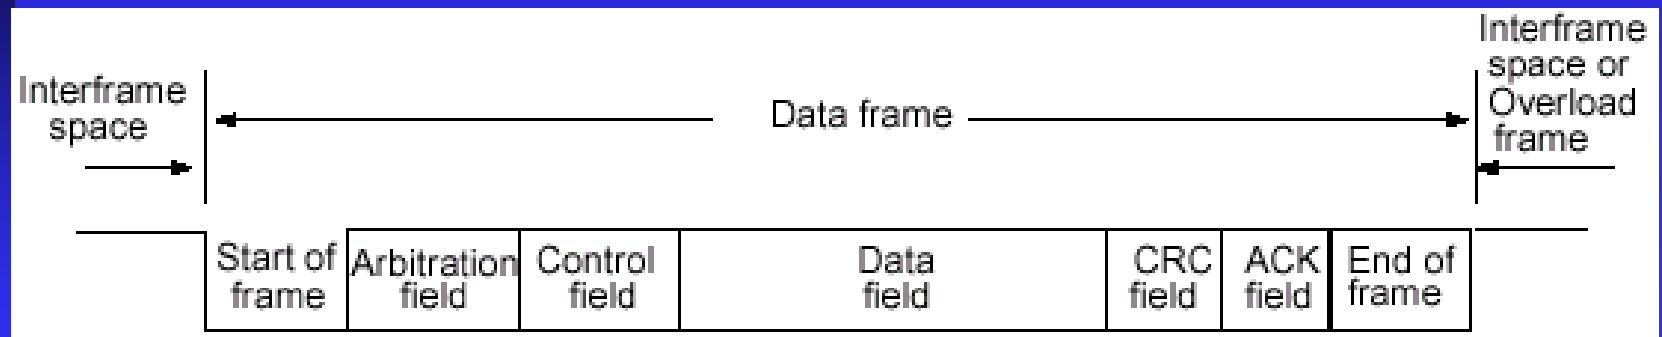 Interframe
space
Data frame
Interframe
space or
Overload
frame
Start of
frame
Arbitration
field
Control
field
Data
field
CRC
field
ACK
field
End of
frame